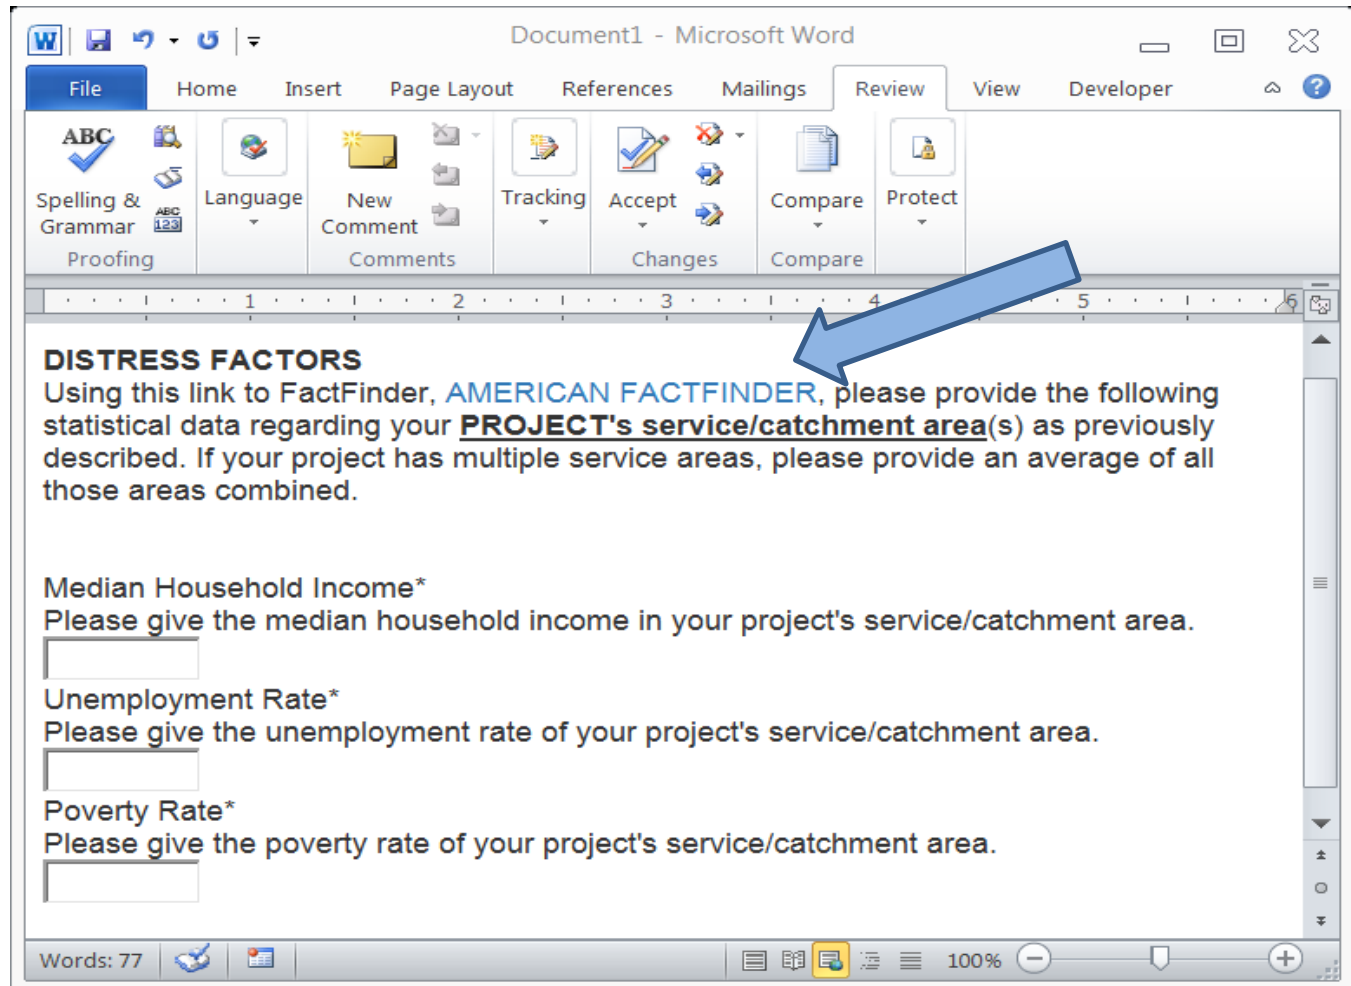 W
Document1 - Microsoft Word
File Home Insert Page Layout References Mailings Review View Developer
ABC
Spelling & Grammar
ABC
123
Proofing
Language
New Comment
Comments
Tracking
Accept
Changes
Compare
Compare
Protect
1 2 3 4 5 6
DISTRESS FACTORS
Using this link to FactFinder, AMERICAN FACTFINDER, please provide the following
statistical data regarding your PROJECT's service/catchment area(s) as previously
described. If your project has multiple service areas, please provide an average of all
those areas combined.
Median Household Income*
Please give the median household income in your project's service/catchment area.
Unemployment Rate*
Please give the unemployment rate of your project's service/catchment area.
Poverty Rate*
Please give the poverty rate of your project's service/catchment area.
Words: 77
100%